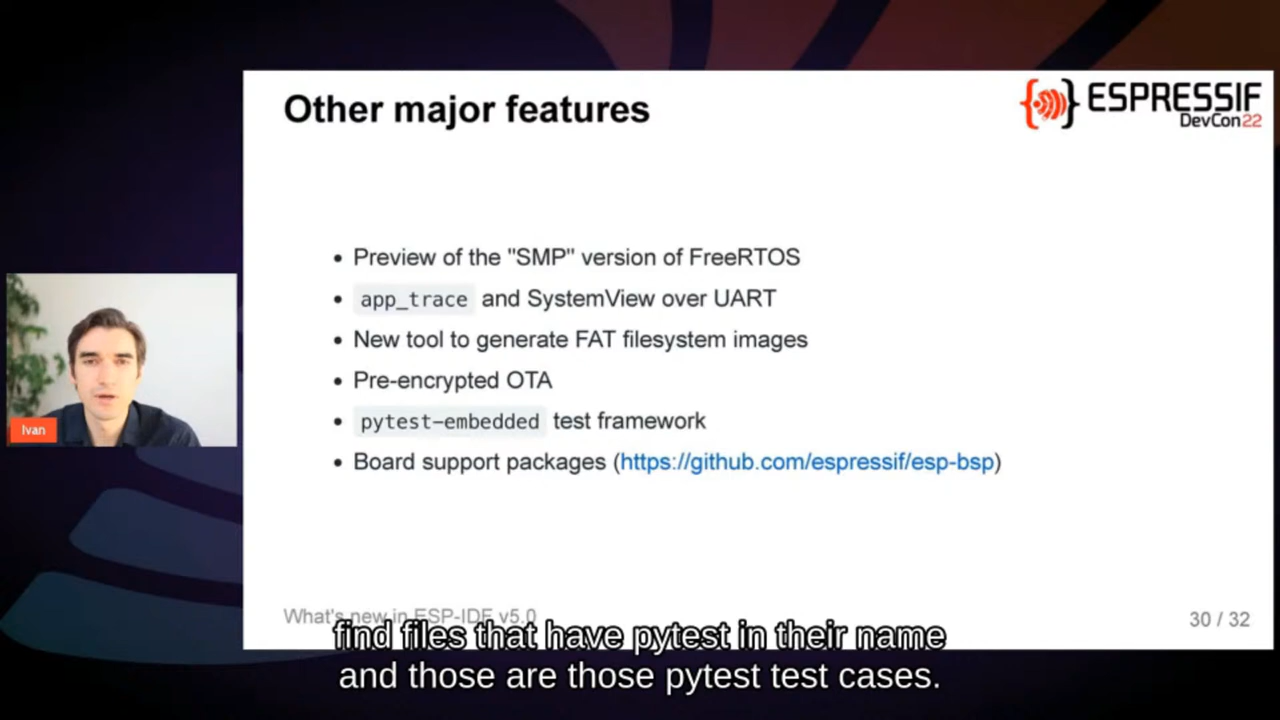 Other major features
ESPRESSIF
DevCon22
• Preview of the "SMP" version of FreeRTOS
• app_trace and SystemView over UART
• New tool to generate FAT filesystem images
• Pre-encrypted OTA
• pytest-embedded test framework
• Board support packages (https://github.com/espressif/esp-bsp)
Ivan
What's new in ESP-IDF v5.0
30 / 32
find files that have pytest in their name
and those are those pytest test cases.